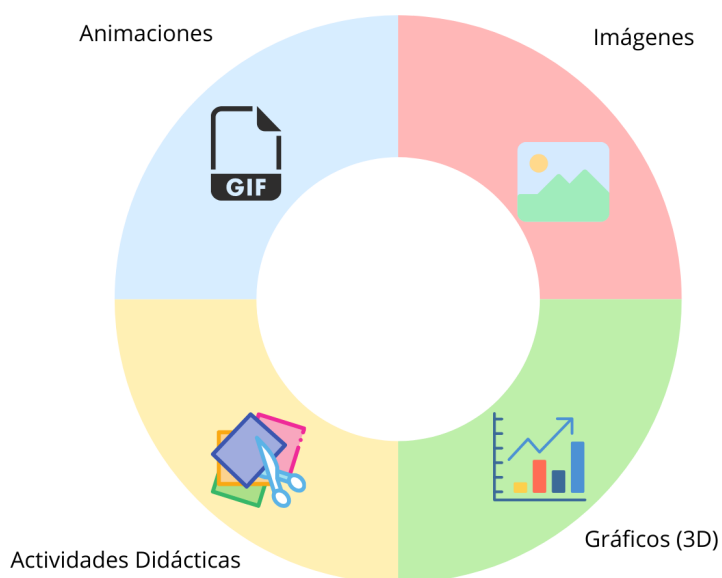 Animaciones
Imágenes
GIF
Gráficos (3D)
Actividades Didácticas